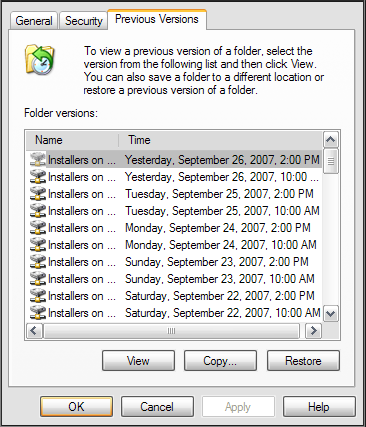 General Security Previous Versions
To view a previous version of a folder, select the
version from the following list and then click View.
You can also save a folder to a different location or
restore a previous version of a folder.
Folder versions:
Name Time
Installers on ... Yesterday, September 26, 2007, 2:00 PM
Installers on ... Yesterday, September 26, 2007, 10:00 ...
Installers on ... Tuesday, September 25, 2007, 2:00 PM
Installers on ... Tuesday, September 25, 2007, 10:00 AM
Installers on ... Monday, September 24, 2007, 2:00 PM
Installers on ... Monday, September 24, 2007, 10:00 AM
Installers on ... Sunday, September 23, 2007, 2:00 PM
Installers on ... Sunday, September 23, 2007, 10:00 AM
Installers on ... Saturday, September 22, 2007, 2:00 PM
Installers on ... Saturday, September 22, 2007, 10:00 AM
View Copy... Restore
OK Cancel Apply Help